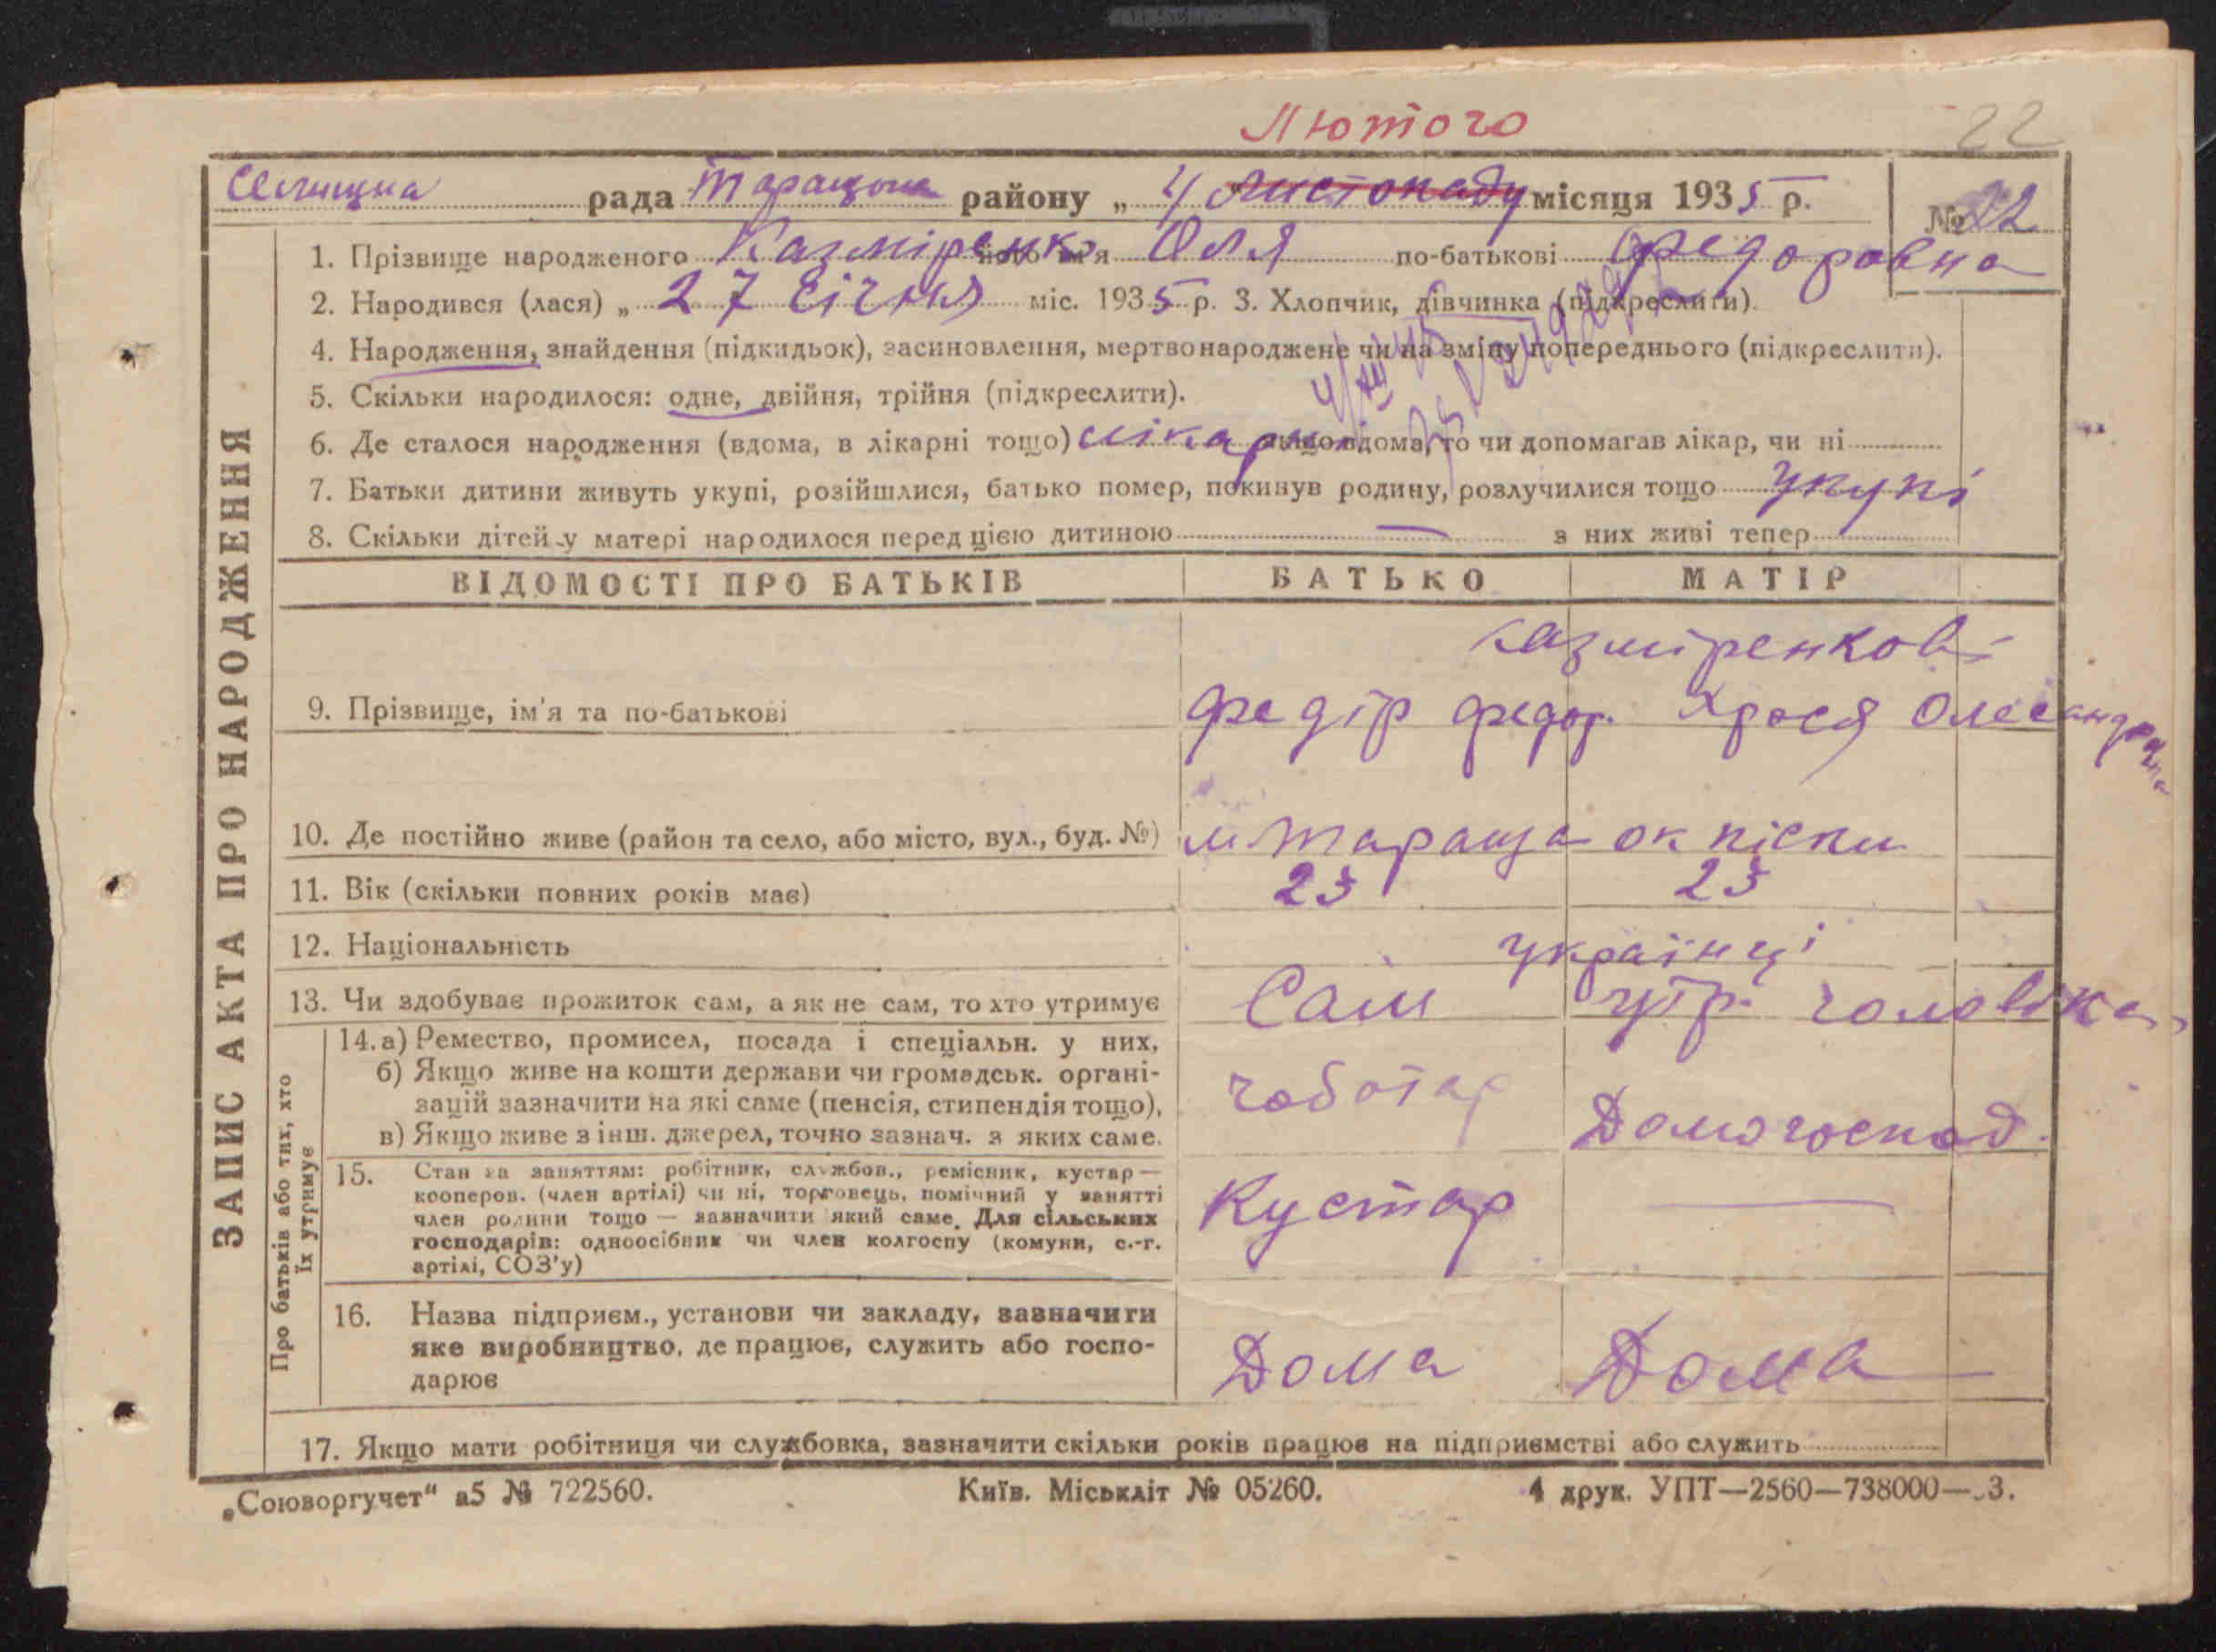 Лютого
22
Селищна рада Таращан району „ 4 листопаду місяця 1935 р.
№ 22
1. Прізвище народженого Казміренко його ім'я Оля по-батькові Федоровна
2. Народився (лася) „ 27 Січня міс. 1935 р. 3. Хлопчик, дівчинка (підкреслити).
4. Народження, знайдення (підкидьок), засиновлення, мертвонароджене чи на зміну попереднього (підкреслити).
5. Скільки народилося: одне, двійня, трійня (підкреслити).
6. Де сталося народження (вдома, в лікарні тощо) лікарні якщо вдома, то чи допомагав лікар, чи ні
7. Батьки дитини живуть укупі, розійшлися, батько помер, покинув родину, розлучилися тощо укупі
8. Скільки дітей у матері народилося перед цією дитиною — з них живі тепер
ЗАПИС АКТА ПРО НАРОДЖЕННЯ
ВІДОМОСТІ ПРО БАТЬКІВ БАТЬКО МАТІР
Казміренкові
9. Прізвище, ім'я та по-батькові Федір Федор. Хрося Олександровна
10. Де постійно живе (район та село, або місто, вул., буд. №) м Тараща ок піски
11. Вік (скільки повних років має) 23 23
12. Національність українці
13. Чи здобуває прожиток сам, а як не сам, то хто утримує Сам утр. чоловіка
Про батьків або тих, хто їх утримує
14. а) Ремество, промисел, посада і спеціальн. у них,
б) Якщо живе на кошти держави чи громадськ. органі-
зацій зазначити на які саме (пенсія, стипендія тощо),
в) Якщо живе з інш. джерел, точно зазнач. з яких саме.
чоботар Домогоспод.
15. Стан за заняттям: робітник, службов., ремісник, кустар —
кооперов. (член артілі) чи ні, торговець, помічний у занятті
член родини тощо — зазначити який саме. Для сільських
господарів: одноосібник чи член колгоспу (комуни, с.-г.
артілі, СОЗ'у)
Кустар —
16. Назва підприєм., установи чи закладу, зазначити
яке виробництво, де працює, служить або госпо-
дарює
Дома Дома
17. Якщо мати робітниця чи службовка, зазначити скільки років працює на підприємстві або служить
„Союзоргучет“ а5 № 722560. Київ. Міськліт № 05260. 4 друк. УПТ—2560—738000—3.